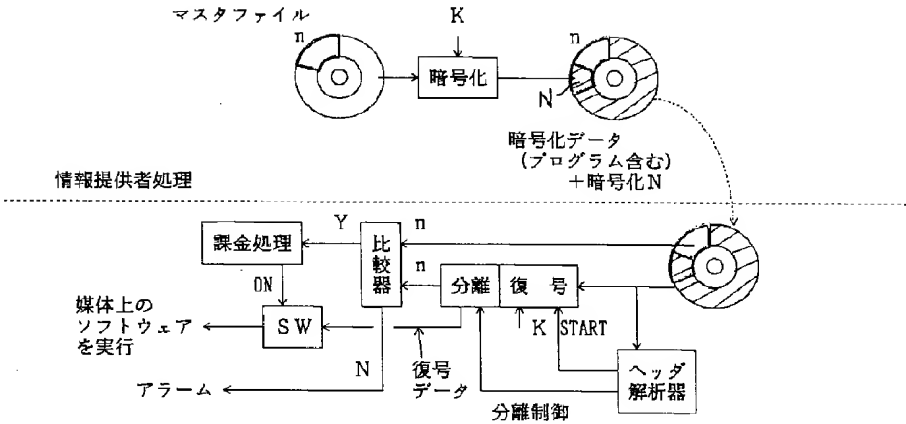 マスタファイル
K
n
n
暗号化
N
暗号化データ
(プログラム含む)
+暗号化N
情報提供者処理
Y
n
課金処理
比較器
n
分離
復 号
ON
媒体上の
ソフトウェア
を実行
SW
K
START
N
復号
データ
ヘッダ
解析器
アラーム
分離制御